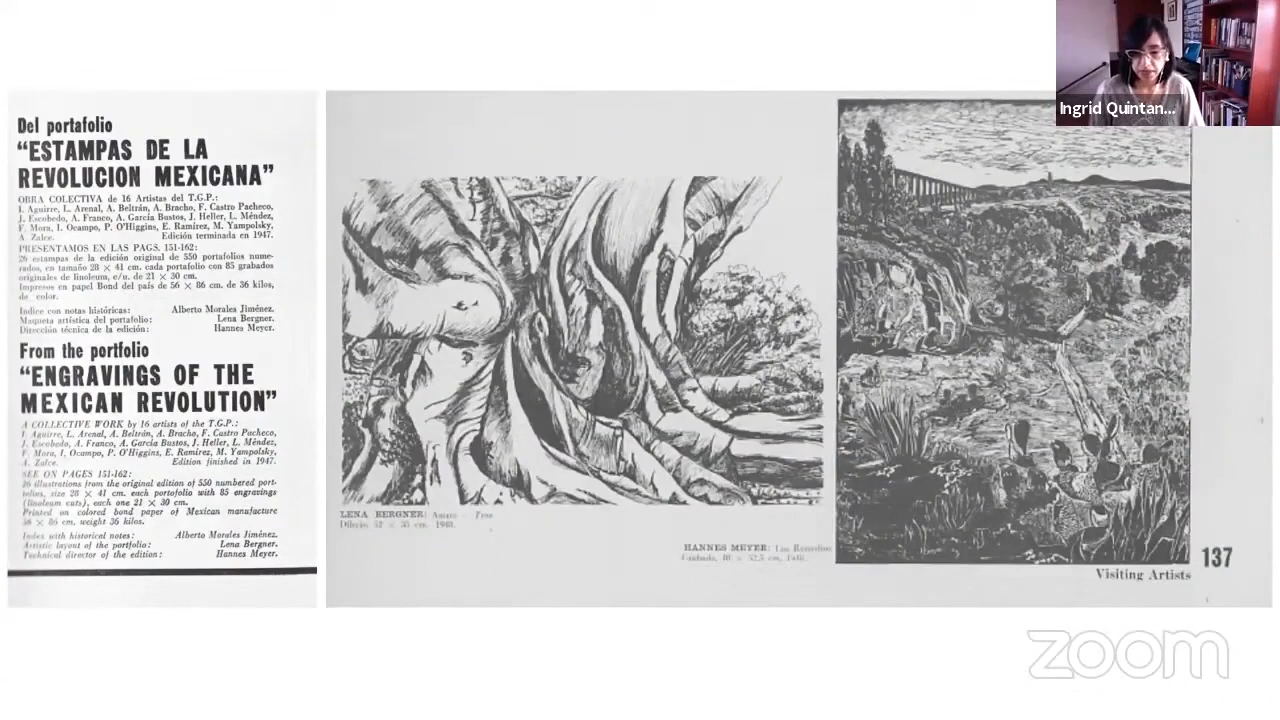 Del portafolio
“ESTAMPAS DE LA
REVOLUCION MEXICANA”
OBRA COLECTIVA de 16 Artistas del T.G.P.:
I. Aguirre, L. Arenal, A. Beltrán, A. Bracho, F. Castro Pacheco,
J. Escobedo, A. Franco, A. García Bustos, J. Heller, L. Méndez,
F. Mora, I. Ocampo, P. O'Higgins, E. Ramírez, M. Yampolsky,
A. Zalce. Edición terminada en 1947.
PRESENTAMOS EN LAS PAGS. 151-162:
26 estampas de la edición original de 550 portafolios nume-
rados, en tamaño 28 × 41 cm. cada portafolio con 85 grabados
originales de linoleum, c/u. de 21 × 30 cm.
Impresos en papel Bond del país de 56 × 86 cm. de 36 kilos,
de color.
Indice con notas históricas: Alberto Morales Jiménez.
Maqueta artística del portafolio: Lena Bergner.
Dirección técnica de la edición: Hannes Meyer.
From the portfolio
“ENGRAVINGS OF THE
MEXICAN REVOLUTION”
A COLLECTIVE WORK by 16 artists of the T.G.P.:
I. Aguirre, L. Arenal, A. Beltrán, A. Bracho, F. Castro Pacheco,
J. Escobedo, A. Franco, A. García Bustos, J. Heller, L. Méndez,
F. Mora, I. Ocampo, P. O'Higgins, E. Ramírez, M. Yampolsky,
A. Zalce. Edition finished in 1947.
SEE ON PAGES 151-162:
26 illustrations from the original edition of 550 numbered port-
folios, size 28 × 41 cm. each portofolio with 85 engravings
(linoleum cuts), each one 21 × 30 cm.
Printed on colored bond paper of Mexican manufacture
56 × 86 cm. weight 36 kilos.
Index with historical notes: Alberto Morales Jiménez.
Artistic layout of the portfolio: Lena Bergner.
Technical director of the edition: Hannes Meyer.
LENA BERGNER: Tree
Dibujo, 52 × 35 cm.
HANNES MEYER: Los Remedios
Grabado, × 32.5 cm.
Visiting Artists
137
Ingrid Quintan...
zoom